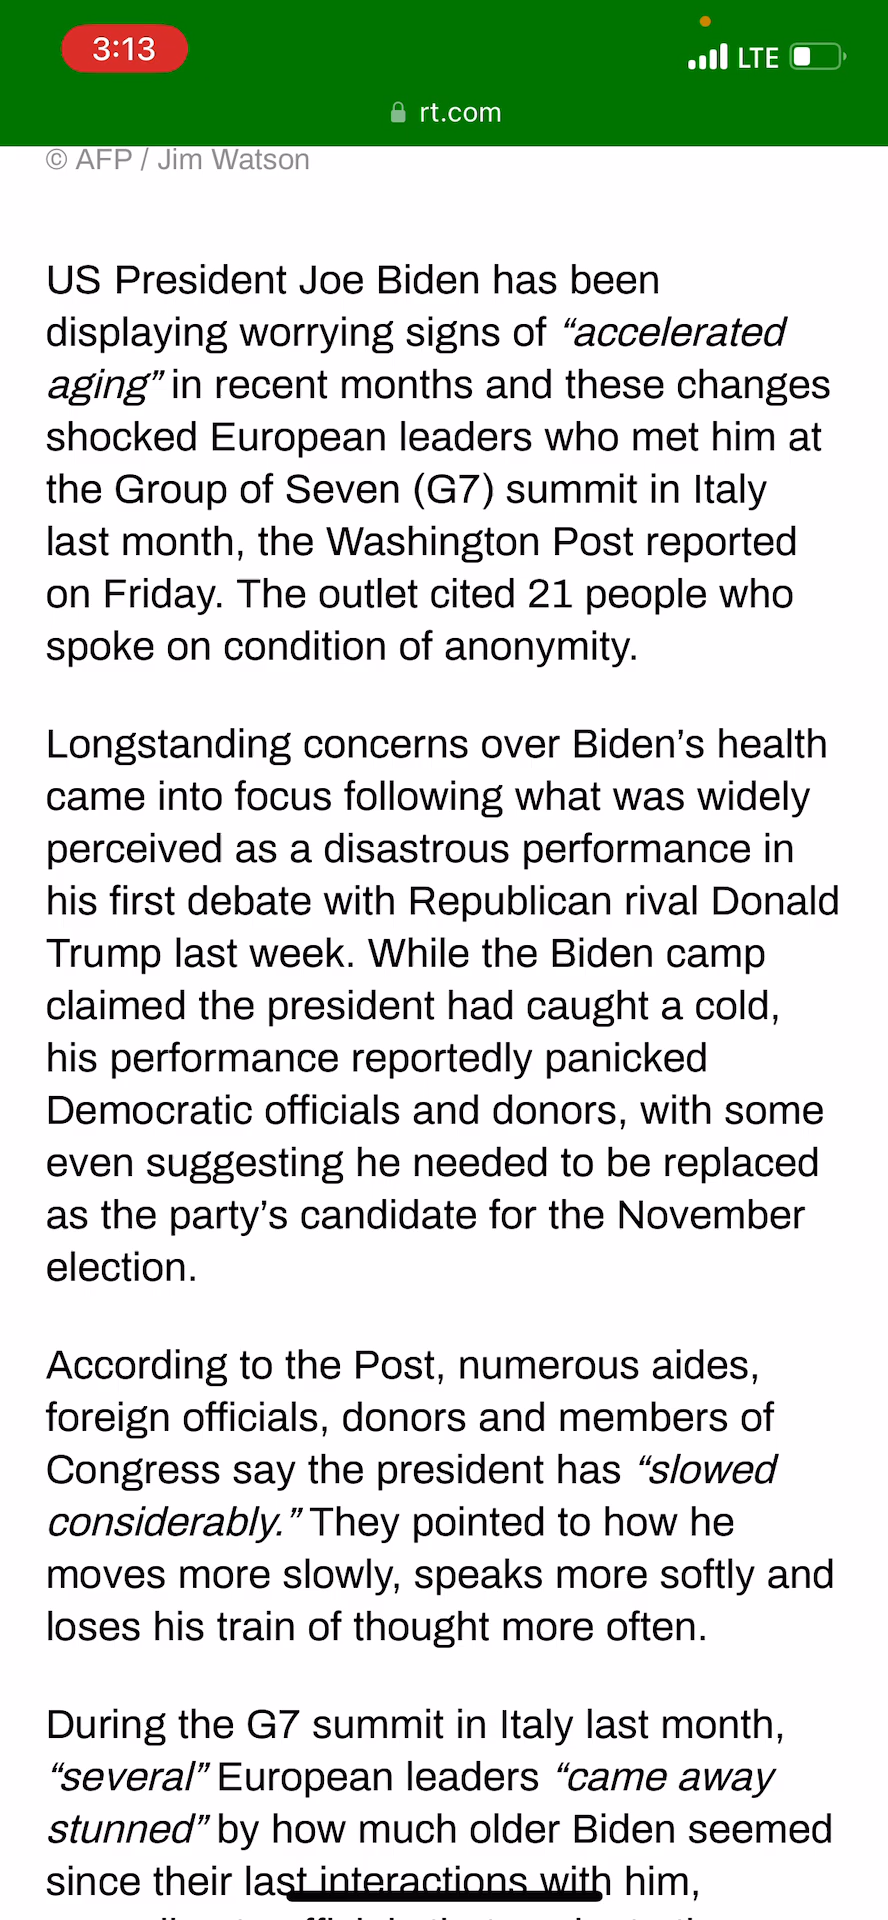 3:13
LTE
rt.com
© AFP / Jim Watson
US President Joe Biden has been
displaying worrying signs of “accelerated
aging” in recent months and these changes
shocked European leaders who met him at
the Group of Seven (G7) summit in Italy
last month, the Washington Post reported
on Friday. The outlet cited 21 people who
spoke on condition of anonymity.
Longstanding concerns over Biden’s health
came into focus following what was widely
perceived as a disastrous performance in
his first debate with Republican rival Donald
Trump last week. While the Biden camp
claimed the president had caught a cold,
his performance reportedly panicked
Democratic officials and donors, with some
even suggesting he needed to be replaced
as the party’s candidate for the November
election.
According to the Post, numerous aides,
foreign officials, donors and members of
Congress say the president has “slowed
considerably.” They pointed to how he
moves more slowly, speaks more softly and
loses his train of thought more often.
During the G7 summit in Italy last month,
“several” European leaders “came away
stunned” by how much older Biden seemed
since their last interactions with him,